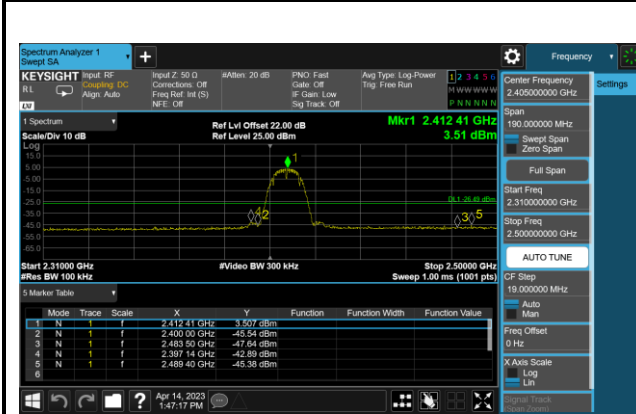 Spectrum Analyzer 1
Swept SA
+
Frequency
KEYSIGHT
RL
LXI
Input: RF
Coupling: DC
Align: Auto
Input Z: 50 Ω
Corrections: Off
Freq Ref: Int (S)
NFE: Off
#Atten: 20 dB
PNO: Fast
Gate: Off
IF Gain: Low
Sig Track: Off
Avg Type: Log-Power
Trig: Free Run
1 2 3 4 5 6
M W W W W W
P N N N N N
Settings
1 Spectrum
Scale/Div 10 dB
Ref Lvl Offset 22.00 dB
Ref Level 25.00 dBm
Mkr1 2.412 41 GHz
3.51 dBm
Log
15.0
5.00
-5.00
-15.0
-25.0
-35.0
-45.0
-55.0
-65.0
1
DL1 -26.49 dBm
4 2
3 5
Start 2.31000 GHz
#Res BW 100 kHz
#Video BW 300 kHz
Stop 2.50000 GHz
Sweep 1.00 ms (1001 pts)
5 Marker Table
Mode Trace Scale X Y Function Function Width Function Value
1 N 1 f 2.412 41 GHz 3.507 dBm
2 N 1 f 2.400 00 GHz -45.54 dBm
3 N 1 f 2.483 50 GHz -47.64 dBm
4 N 1 f 2.397 14 GHz -42.89 dBm
5 N 1 f 2.489 40 GHz -45.38 dBm
6
Center Frequency
2.405000000 GHz
Span
190.000000 MHz
Swept Span
Zero Span
Full Span
Start Freq
2.310000000 GHz
Stop Freq
2.500000000 GHz
AUTO TUNE
CF Step
19.000000 MHz
Auto
Man
Freq Offset
0 Hz
X Axis Scale
Log
Lin
Signal Track
(Span Zoom)
?
Apr 14, 2023
1:47:17 PM